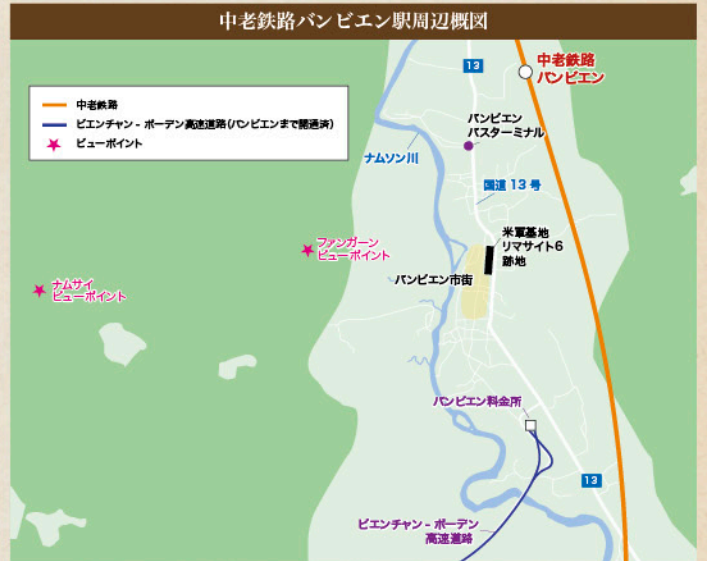 中老鉄路バンビエン駅周辺概図
中老鉄路
ビエンチャン - ボーデン高速道路(バンビエンまで開通済)
ビューポイント
13
中老鉄路
バンビエン
バンビエン
バスターミナル
ナムソン川
国道 13 号
米軍基地
リマサイト6
跡地
ファンガーン
ビューポイント
バンビエン市街
ナムサイ
ビューポイント
バンビエン料金所
13
ビエンチャン - ボーデン
高速道路